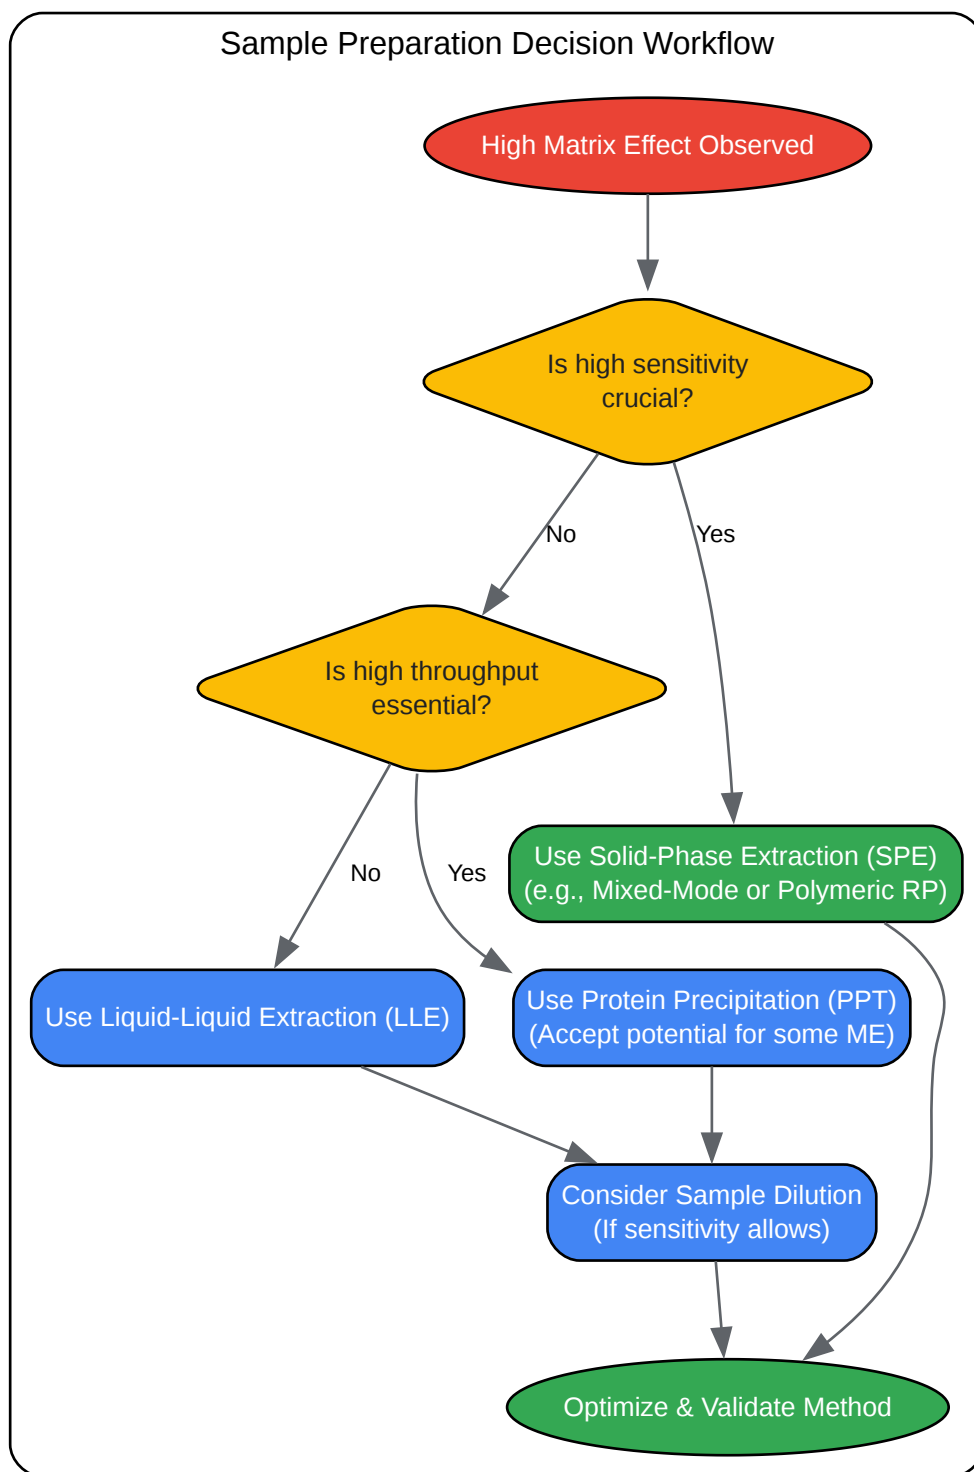 Sample Preparation Decision Workflow
High Matrix Effect Observed
Is high sensitivity
crucial?
No
Yes
Is high throughput
essential?
Use Solid-Phase Extraction (SPE)
(e.g., Mixed-Mode or Polymeric RP)
No
Yes
Use Liquid-Liquid Extraction (LLE)
Use Protein Precipitation (PPT)
(Accept potential for some ME)
Consider Sample Dilution
(If sensitivity allows)
Optimize & Validate Method